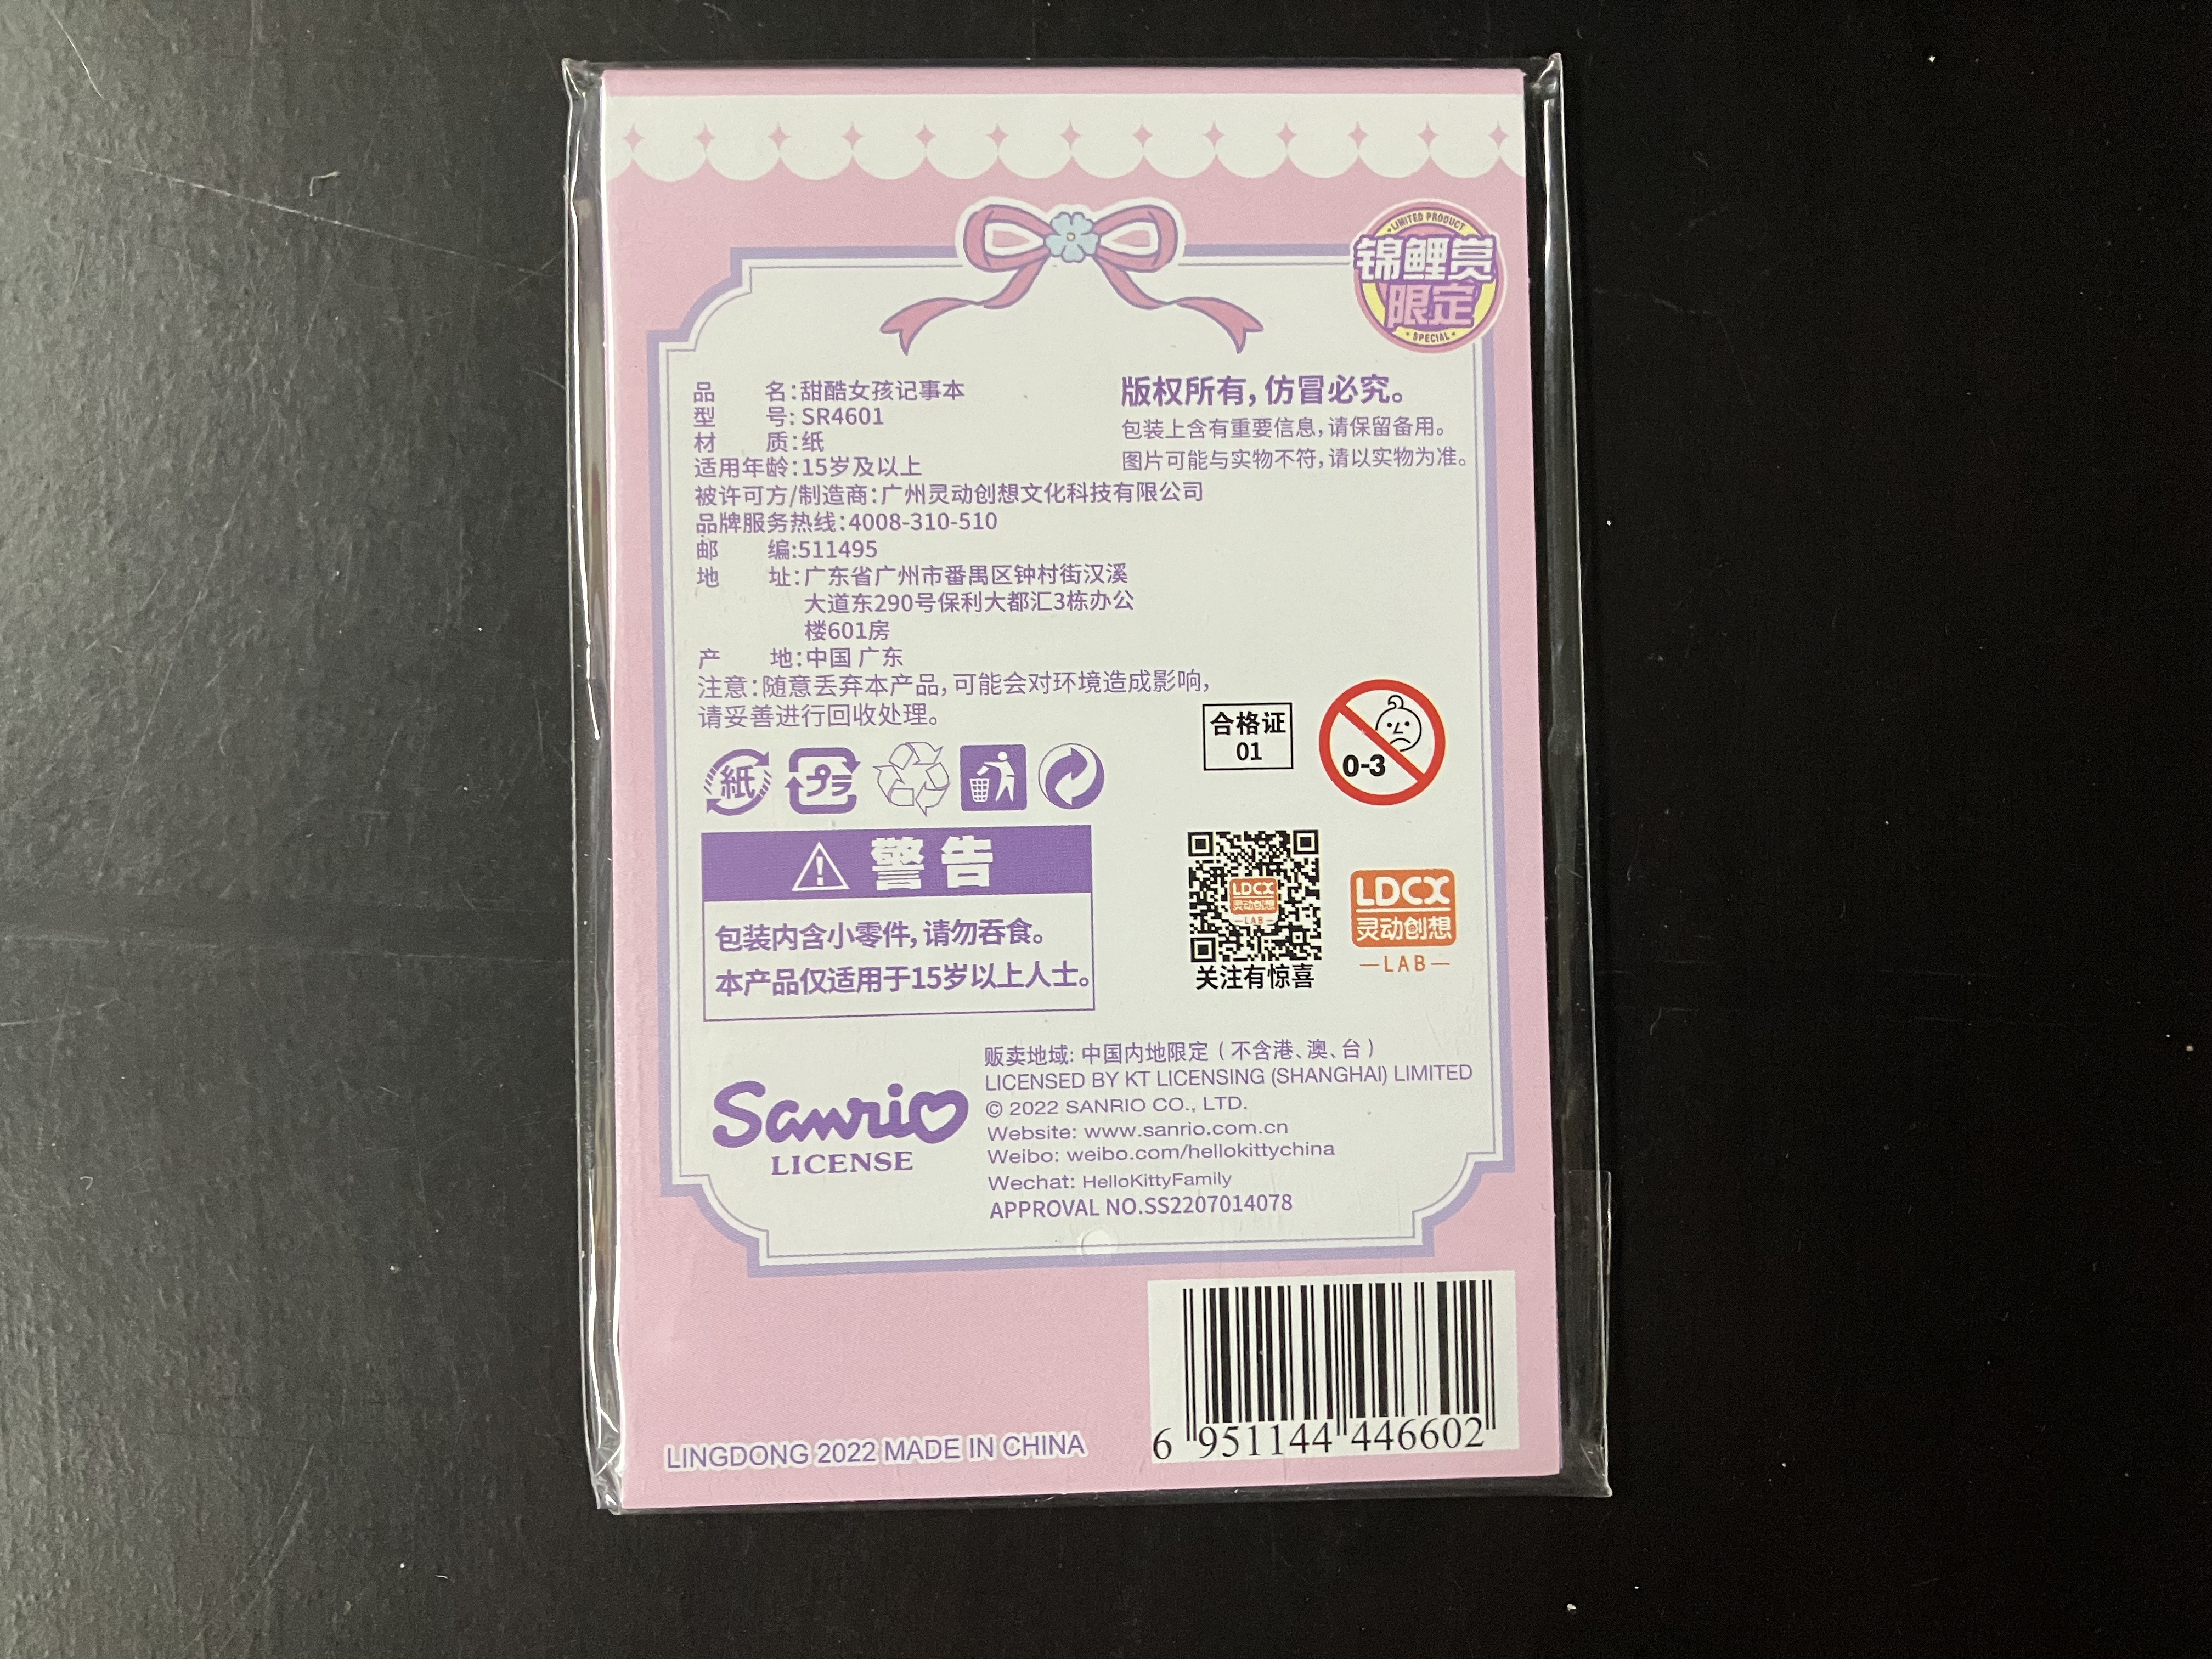 LIMITED PRODUCT
锦鲤赏
限定
SPECIAL
品 名:甜酷女孩记事本
型 号: SR4601
材 质:纸
适用年龄:15岁及以上
版权所有,仿冒必究。
包装上含有重要信息,请保留备用。
图片可能与实物不符,请以实物为准。
被许可方/制造商:广州灵动创想文化科技有限公司
品牌服务热线:4008-310-510
邮 编:511495
地 址:广东省广州市番禺区钟村街汉溪
大道东290号保利大都汇3栋办公
楼601房
产 地:中国 广东
注意:随意丢弃本产品,可能会对环境造成影响,
请妥善进行回收处理。
合格证
01
0-3
紙
プラ
警告
包装内含小零件,请勿吞食。
本产品仅适用于15岁以上人士。
LDCX
灵动创想
LAB
关注有惊喜
LDCX
灵动创想
—LAB—
Sanrio
LICENSE
贩卖地域: 中国内地限定(不含港、澳、台)
LICENSED BY KT LICENSING (SHANGHAI) LIMITED
© 2022 SANRIO CO., LTD.
Website: www.sanrio.com.cn
Weibo: weibo.com/hellokittychina
Wechat: HelloKittyFamily
APPROVAL NO.SS2207014078
LINGDONG 2022 MADE IN CHINA
6 951144 446602